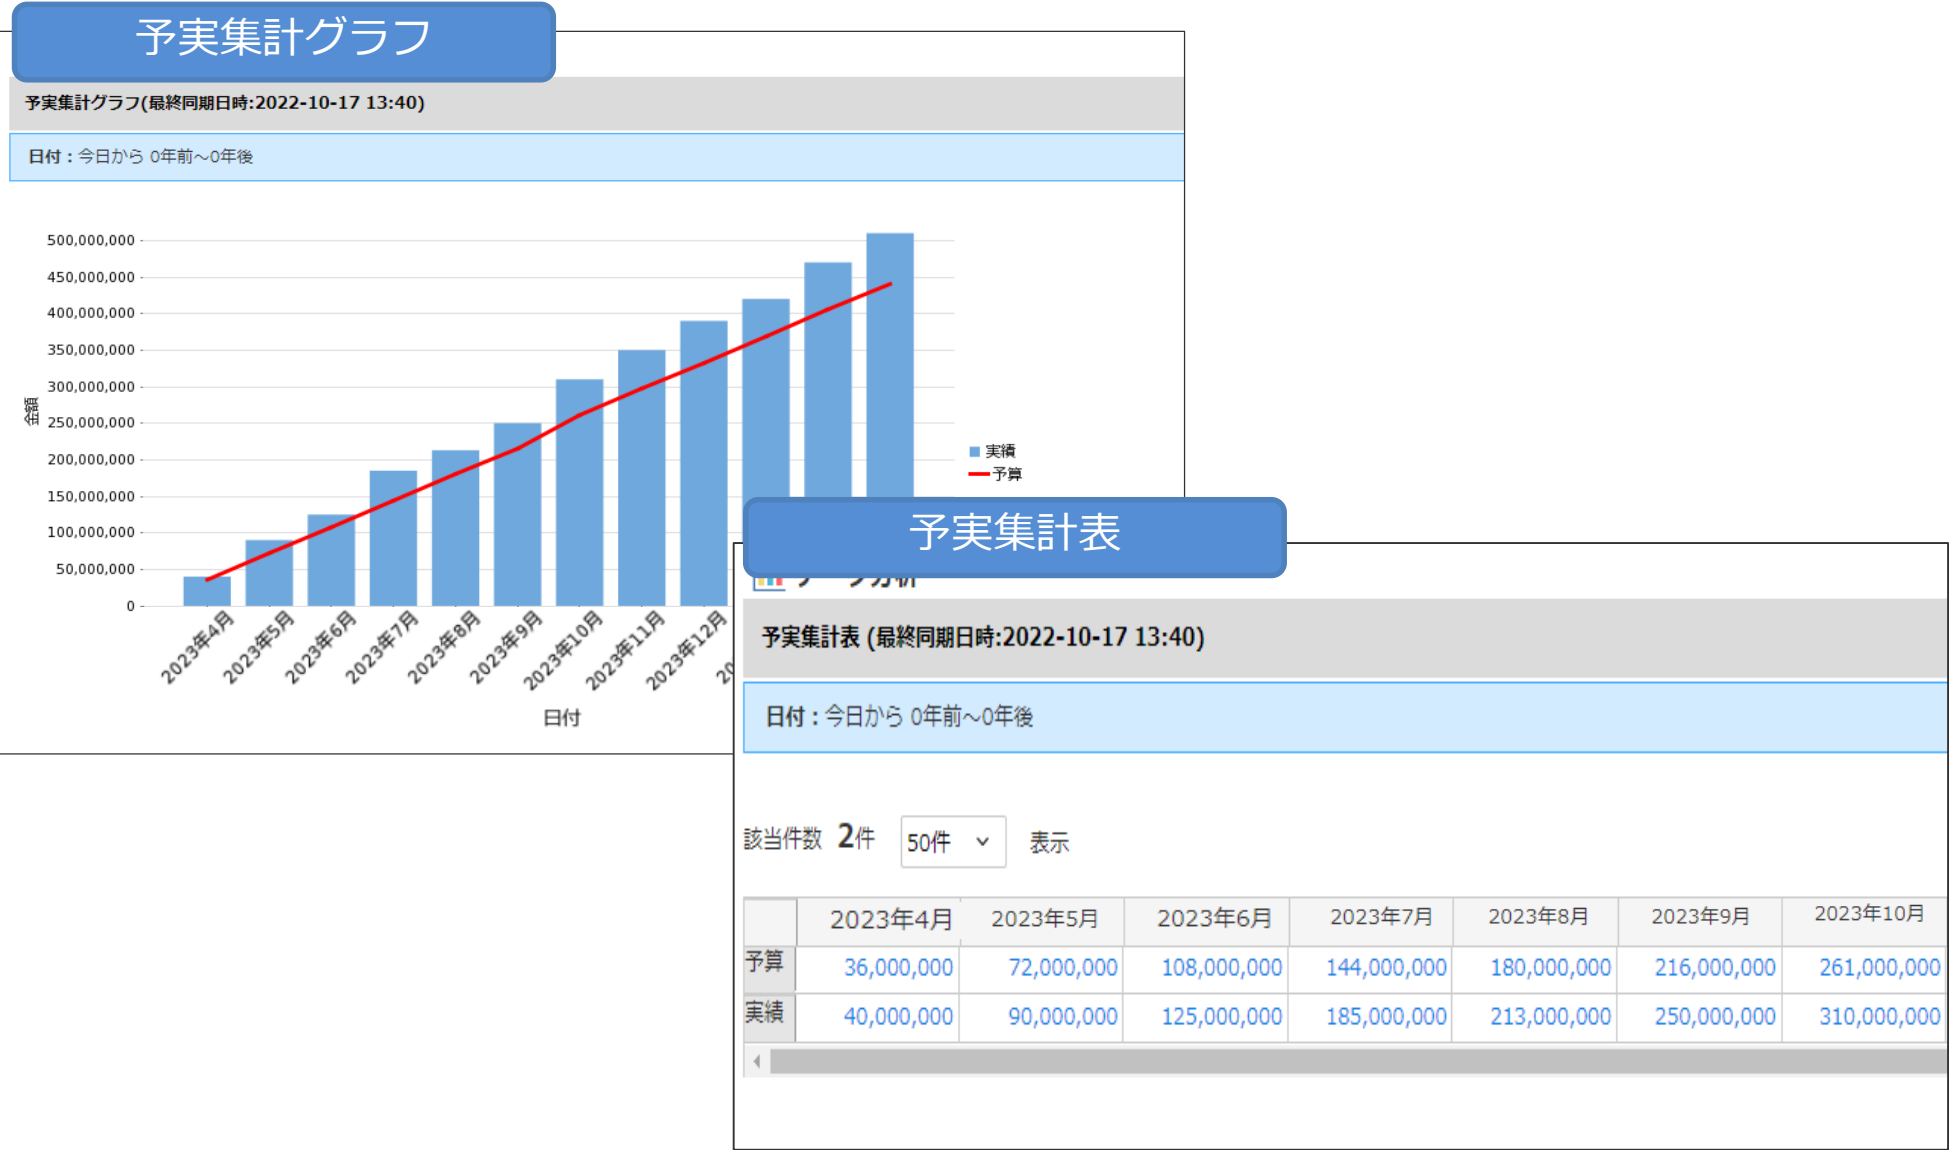 予実集計グラフ
予実集計グラフ(最終同期日時:2022-10-17 13:40)
日付：今日から 0年前～0年後
500,000,000
450,000,000
400,000,000
350,000,000
300,000,000
250,000,000
200,000,000
150,000,000
100,000,000
50,000,000
0
金額
2023年4月
2023年5月
2023年6月
2023年7月
2023年8月
2023年9月
2023年10月
2023年11月
2023年12月
日付
実績
予算
予実集計表
予実集計表 (最終同期日時:2022-10-17 13:40)
日付：今日から 0年前～0年後
該当件数 2件 50件 表示
2023年4月 2023年5月 2023年6月 2023年7月 2023年8月 2023年9月 2023年10月
予算 36,000,000 72,000,000 108,000,000 144,000,000 180,000,000 216,000,000 261,000,000
実績 40,000,000 90,000,000 125,000,000 185,000,000 213,000,000 250,000,000 310,000,000